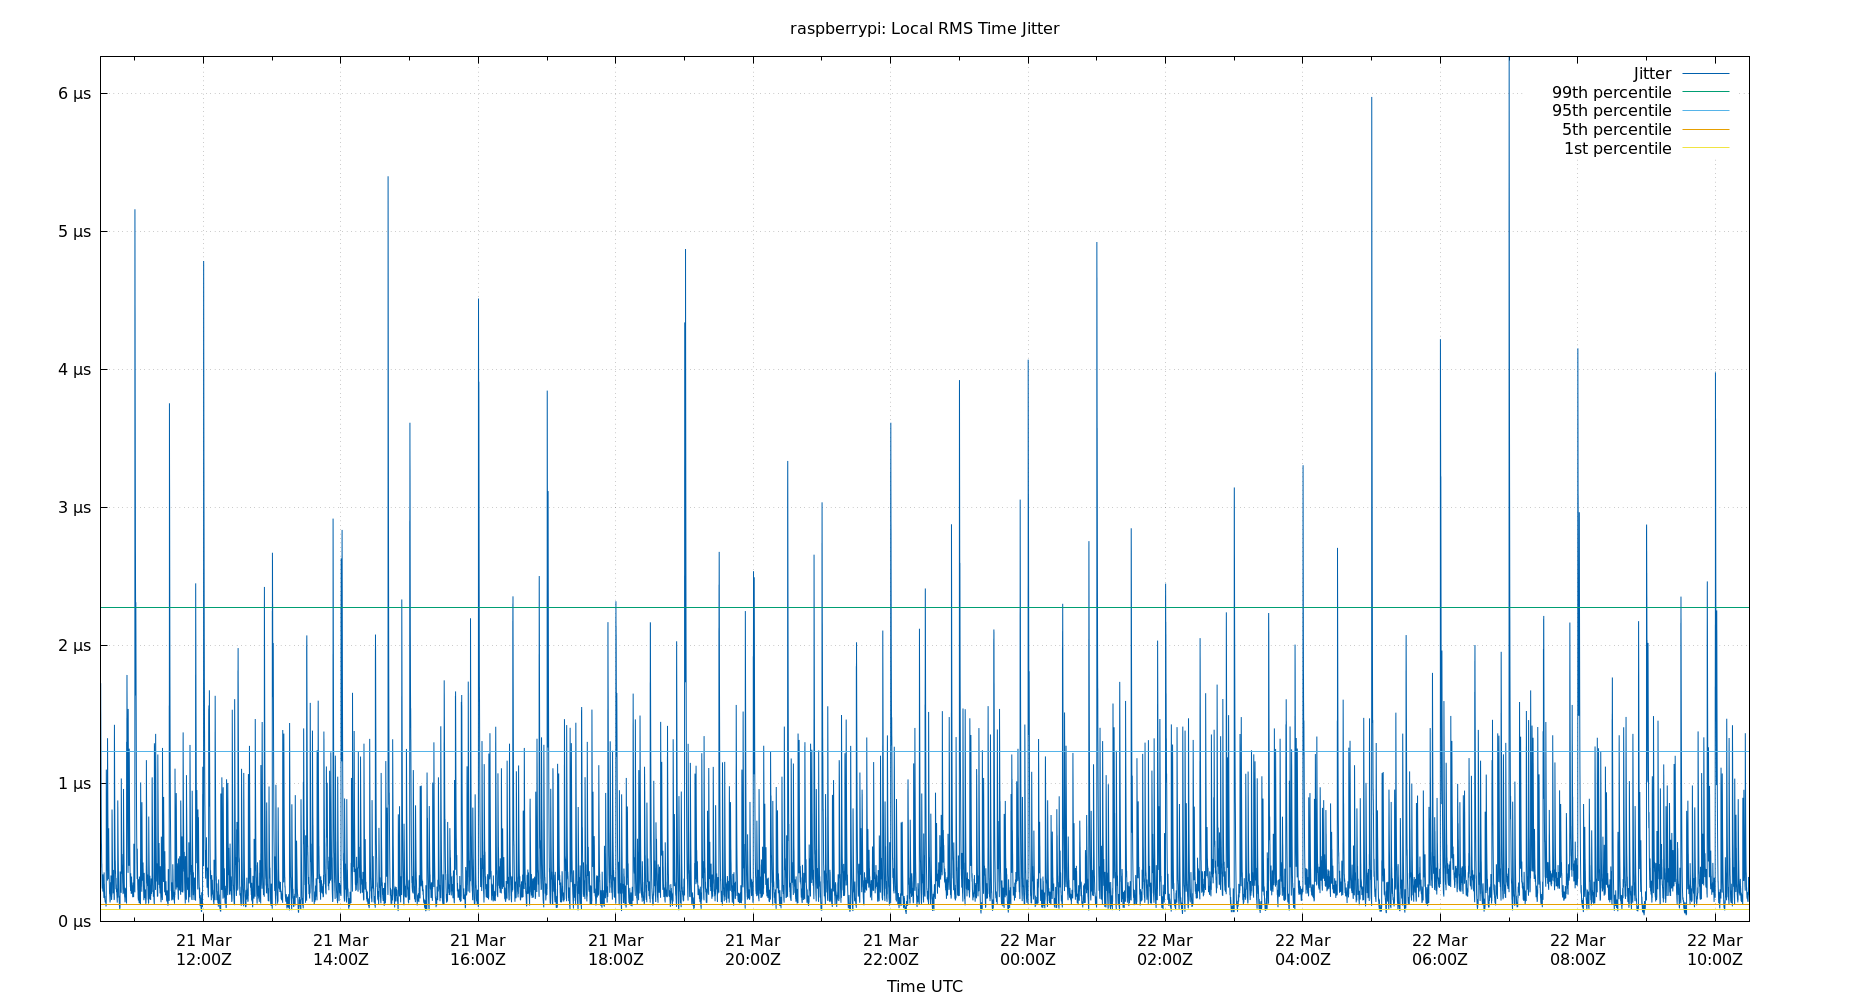 raspberrypi: Local RMS Time Jitter
Jitter
99th percentile
95th percentile
5th percentile
1st percentile
6 µs
5 µs
4 µs
3 µs
2 µs
1 µs
0 µs
21 Mar 21 Mar 21 Mar 21 Mar 21 Mar 21 Mar 22 Mar 22 Mar 22 Mar 22 Mar 22 Mar 22 Mar
12:00Z 14:00Z 16:00Z 18:00Z 20:00Z 22:00Z 00:00Z 02:00Z 04:00Z 06:00Z 08:00Z 10:00Z
Time UTC